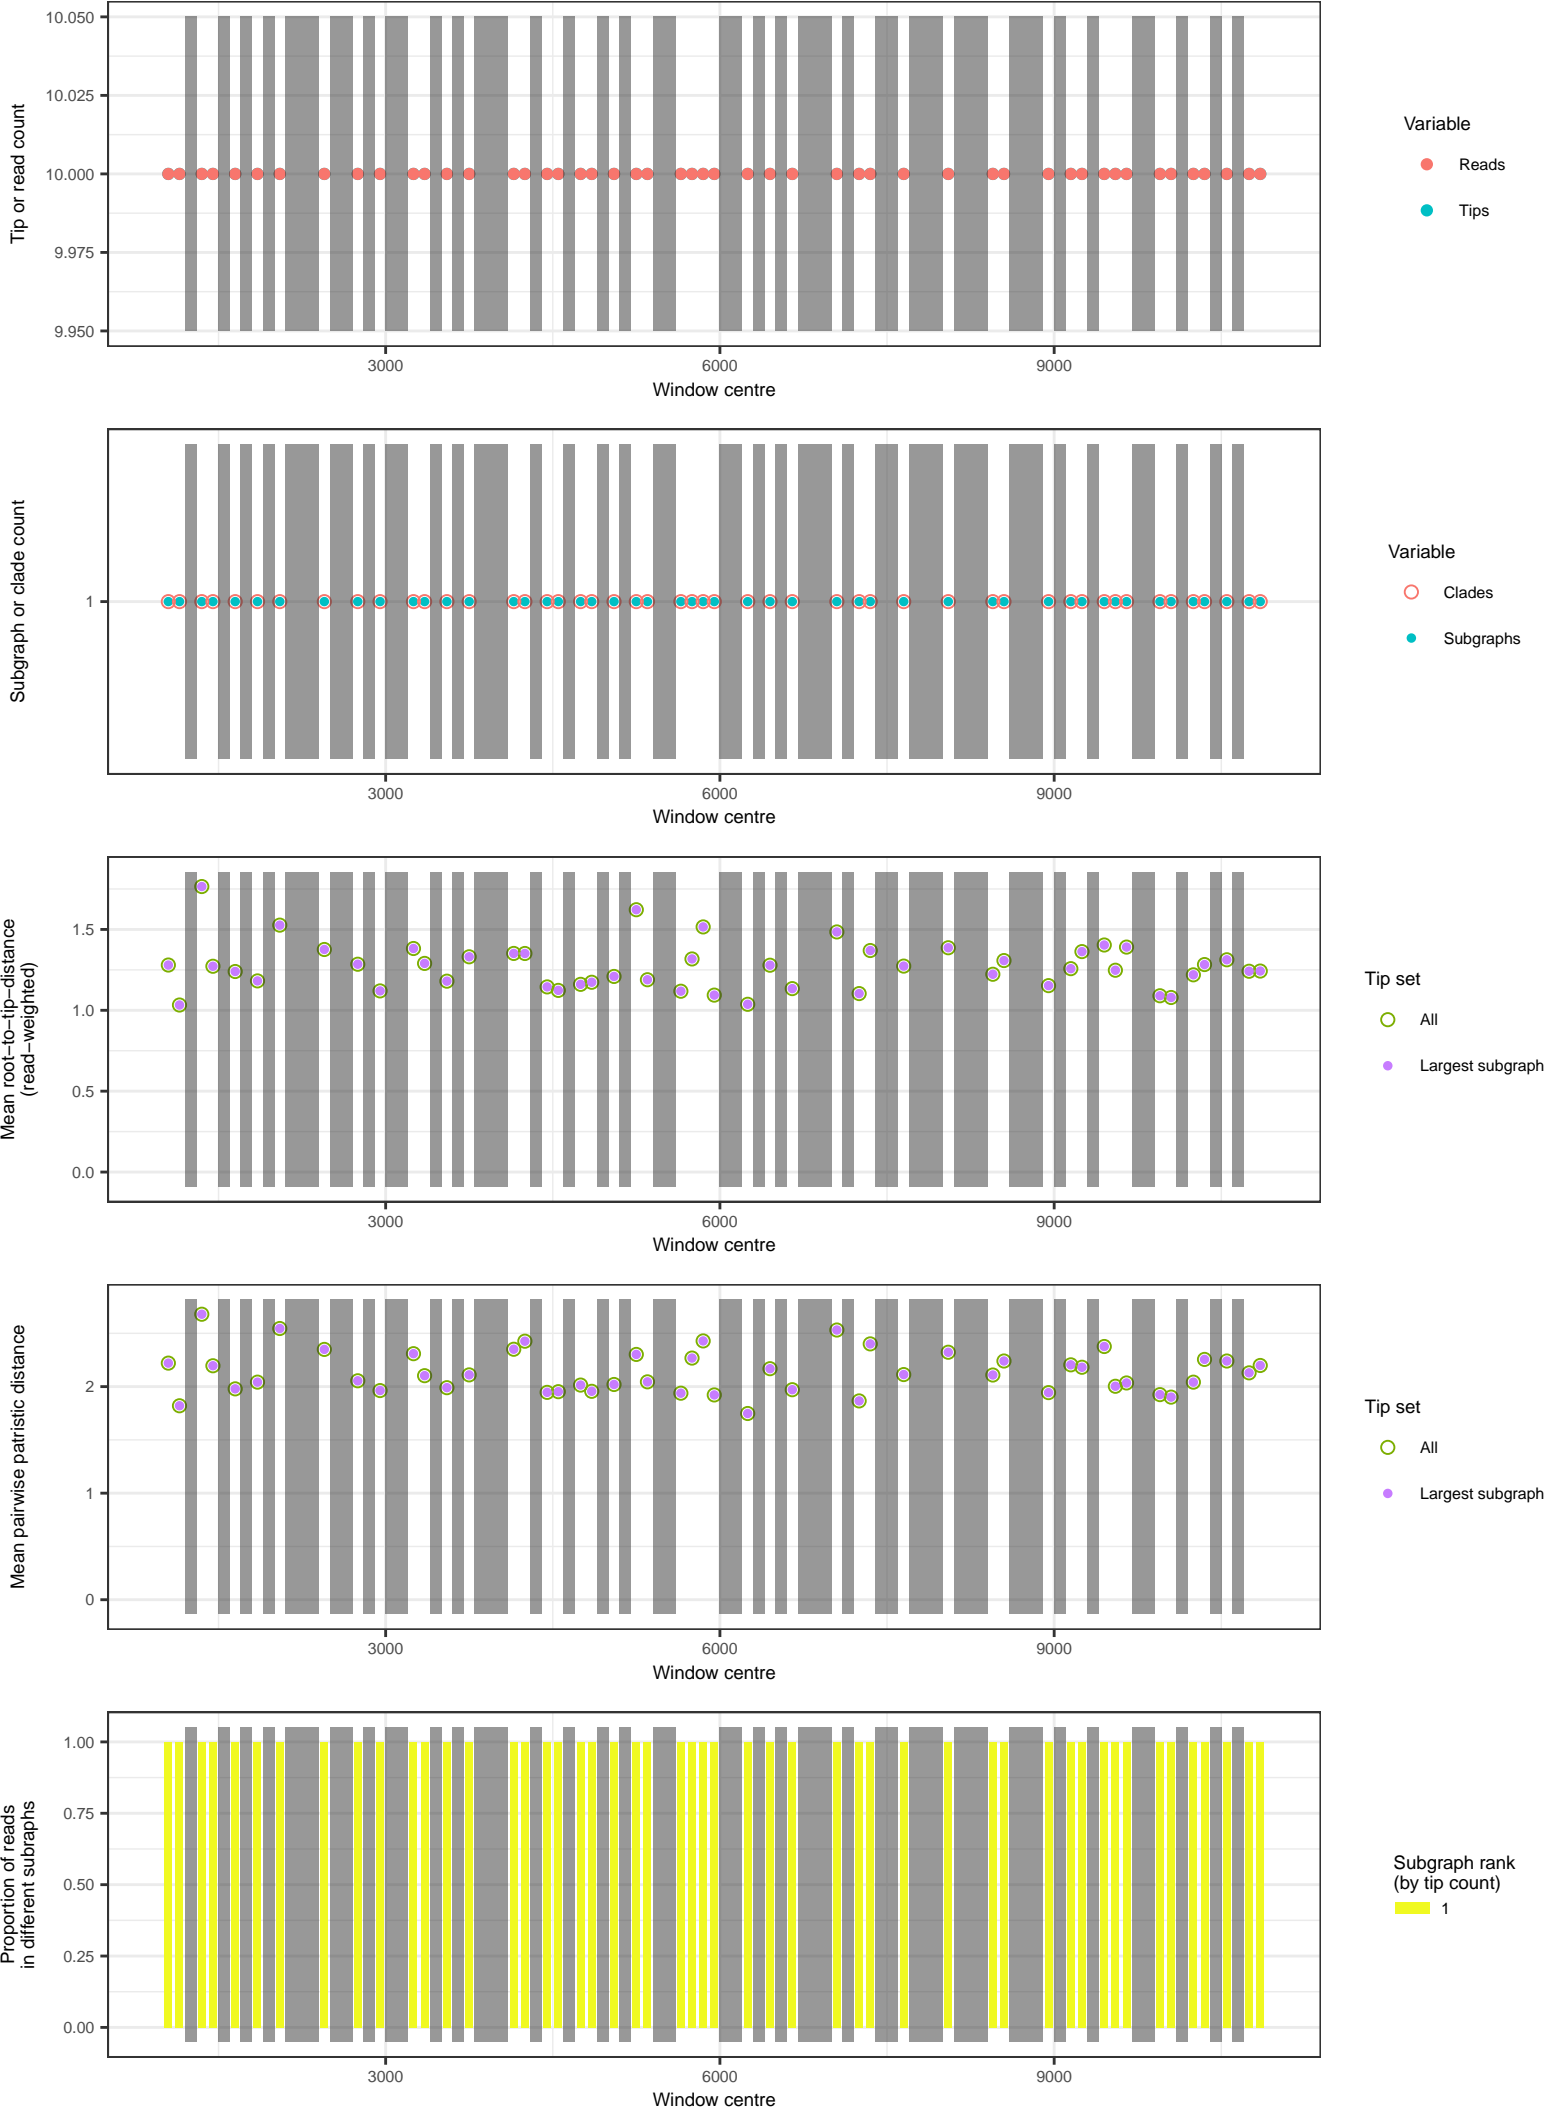 10.050
10.025
10.000
9.975
9.950
Tip or read count
3000
6000
9000
Window centre
Variable
Reads
Tips
1
Subgraph or clade count
3000
6000
9000
Window centre
Variable
Clades
Subgraphs
1.5
1.0
0.5
0.0
Mean root−to−tip−distance
(read−weighted)
3000
6000
9000
Window centre
Tip set
All
Largest subgraph
2
1
0
Mean pairwise patristic distance
3000
6000
9000
Window centre
Tip set
All
Largest subgraph
1.00
0.75
0.50
0.25
0.00
Proportion of reads
in different subraphs
3000
6000
9000
Window centre
Subgraph rank
(by tip count)
1